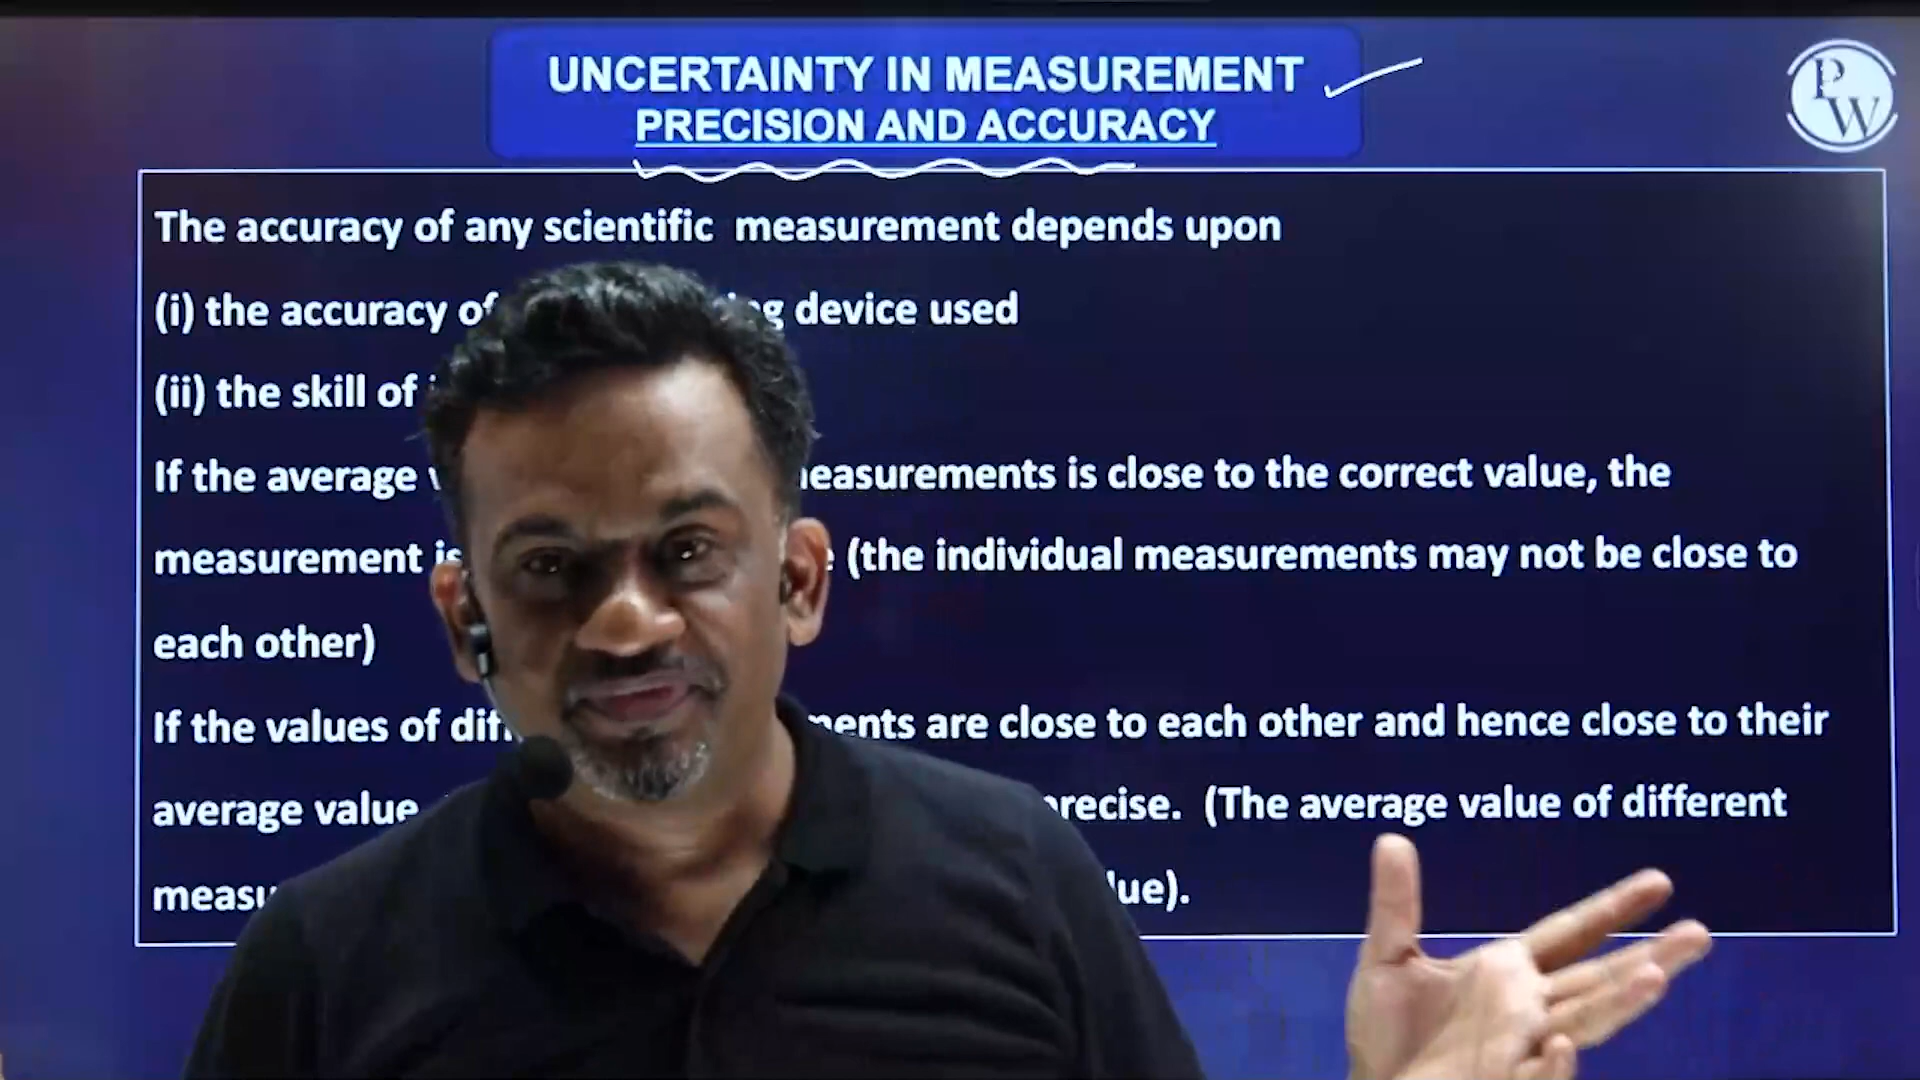 UNCERTAINTY IN MEASUREMENT
PRECISION AND ACCURACY
PW
The accuracy of any scientific measurement depends upon
(i) the accuracy of device used
(ii) the skill of
If the average measurements is close to the correct value, the
measurement is (the individual measurements may not be close to
each other)
If the values of are close to each other and hence close to their
average value precise. (The average value of different